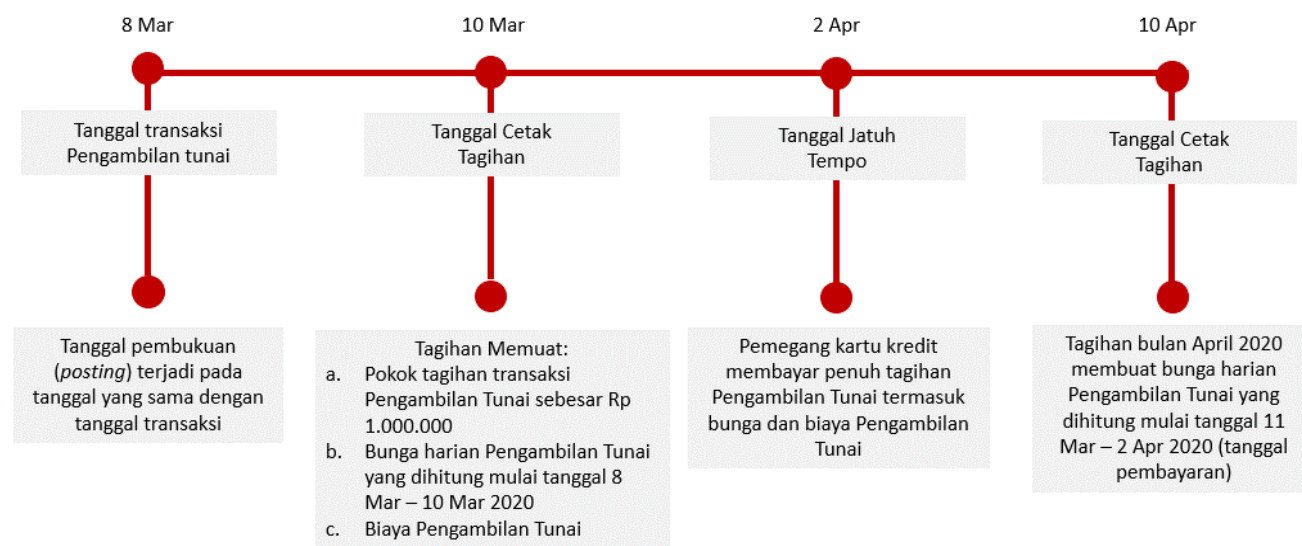 8 Mar
10 Mar
2 Apr
10 Apr
Tanggal transaksi
Pengambilan tunai
Tanggal Cetak
Tagihan
Tanggal Jatuh
Tempo
Tanggal Cetak
Tagihan
Tanggal pembukuan
(posting) terjadi pada
tanggal yang sama dengan
tanggal transaksi
Tagihan Memuat:
a. Pokok tagihan transaksi
Pengambilan Tunai sebesar Rp
1.000.000
b. Bunga harian Pengambilan Tunai
yang dihitung mulai tanggal 8
Mar – 10 Mar 2020
c. Biaya Pengambilan Tunai
Pemegang kartu kredit
membayar penuh tagihan
Pengambilan Tunai termasuk
bunga dan biaya Pengambilan
Tunai
Tagihan bulan April 2020
membuat bunga harian
Pengambilan Tunai yang
dihitung mulai tanggal 11
Mar – 2 Apr 2020 (tanggal
pembayaran)